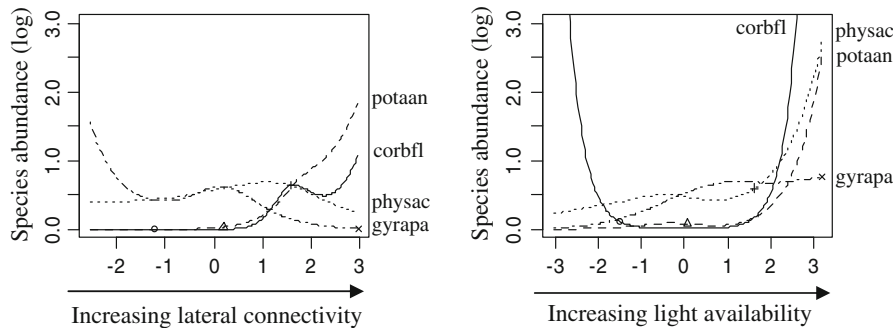 Species abundance (log)
3.0
2.0
1.0
0.0
-2
-1
0
1
2
3
potaan
corbfl
physac
gyrapa
Increasing lateral connectivity
Species abundance (log)
3.0
2.0
1.0
0.0
-3
-2
-1
0
1
2
3
corbfl
physac
potaan
gyrapa
Increasing light availability